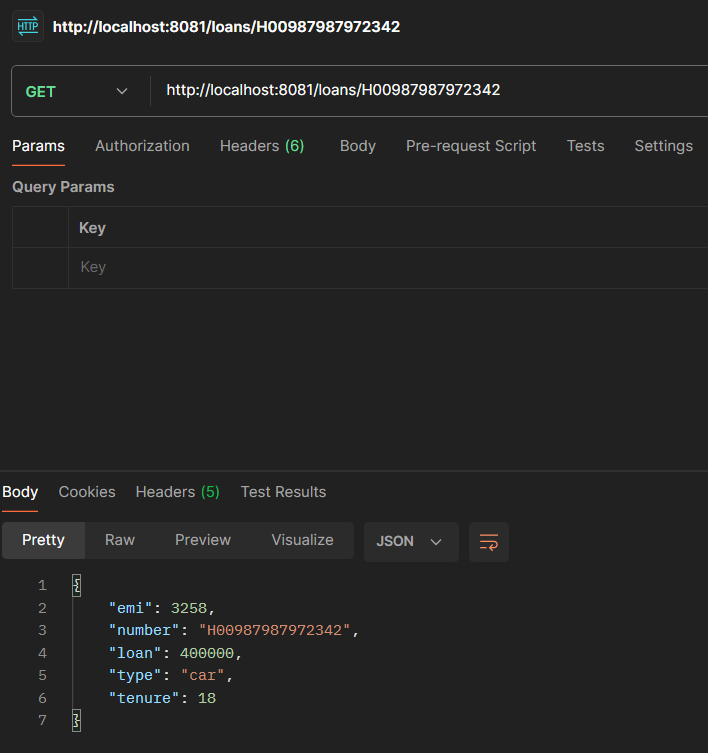 HTTP http://localhost:8081/loans/H00987987972342
GET http://localhost:8081/loans/H00987987972342
Params Authorization Headers (6) Body Pre-request Script Tests Settings
Query Params
Key
Key
Body Cookies Headers (5) Test Results
Pretty Raw Preview Visualize JSON
1 {
2 "emi": 3258,
3 "number": "H00987987972342",
4 "loan": 400000,
5 "type": "car",
6 "tenure": 18
7 }